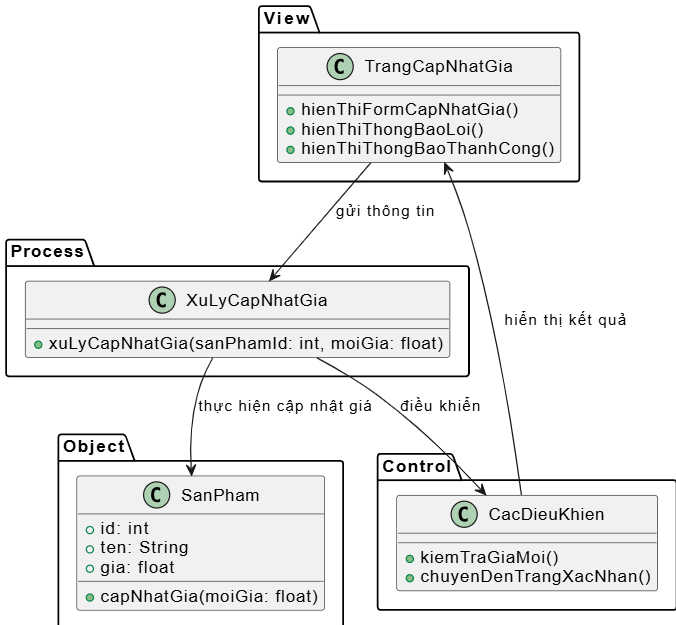 View
C TrangCapNhatGia
hienThiFormCapNhatGia()
hienThiThongBaoLoi()
hienThiThongBaoThanhCong()
gửi thông tin
Process
C XuLyCapNhatGia
xuLyCapNhatGia(sanPhamId: int, moiGia: float)
hiển thị kết quả
thực hiện cập nhật giá
điều khiển
Object
C SanPham
id: int
ten: String
gia: float
capNhatGia(moiGia: float)
Control
C CacDieuKhien
kiemTraGiaMoi()
chuyenDenTrangXacNhan()